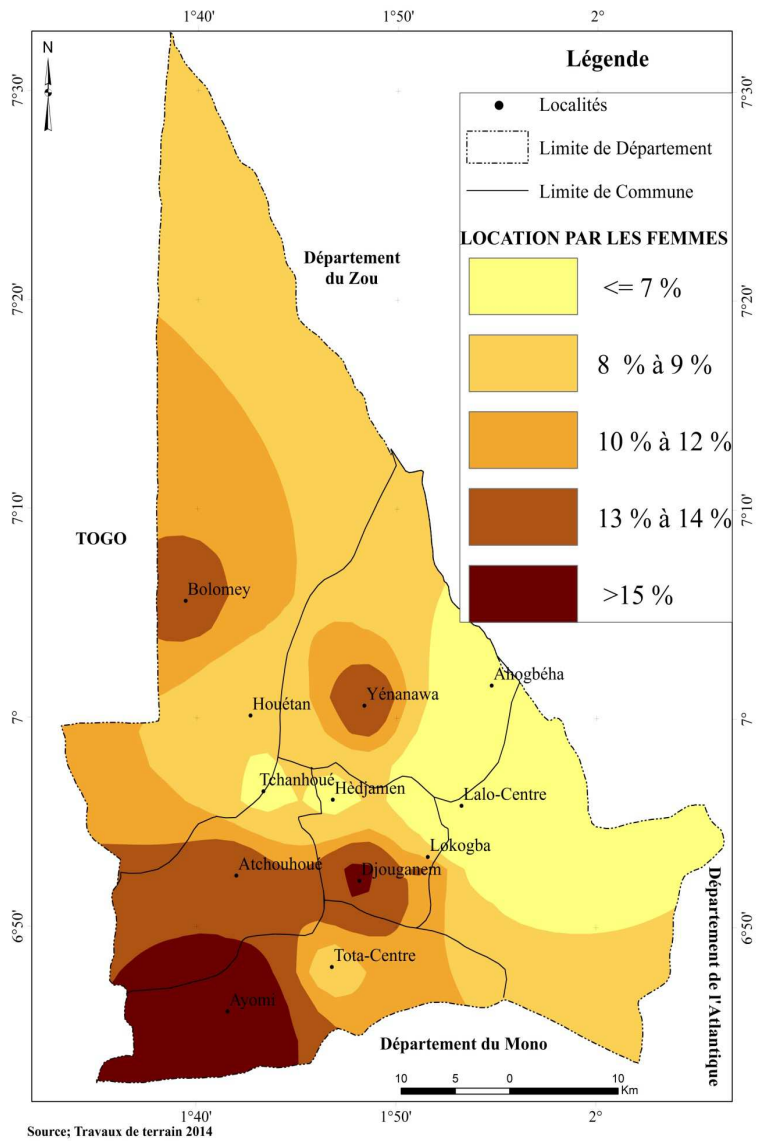 1°40'
1°50'
2°
N
7°30'
7°30'
Légende
Localités
Limite de Département
Limite de Commune
LOCATION PAR LES FEMMES
<= 7 %
8 % à 9 %
10 % à 12 %
13 % à 14 %
>15 %
Département
du Zou
7°20'
7°20'
7°10'
7°10'
TOGO
Bolomey
Ahogbéha
Yénanawa
Houétan
7°
7°
Tchanhoué
Hèdjamen
Lalo-Centre
Lokogba
Atchouhoué
Djouganem
6°50'
6°50'
Département de l'Atlantique
Tota-Centre
Ayomi
Département du Mono
10 5 0 10
Km
1°40'
1°50'
2°
Source; Travaux de terrain 2014